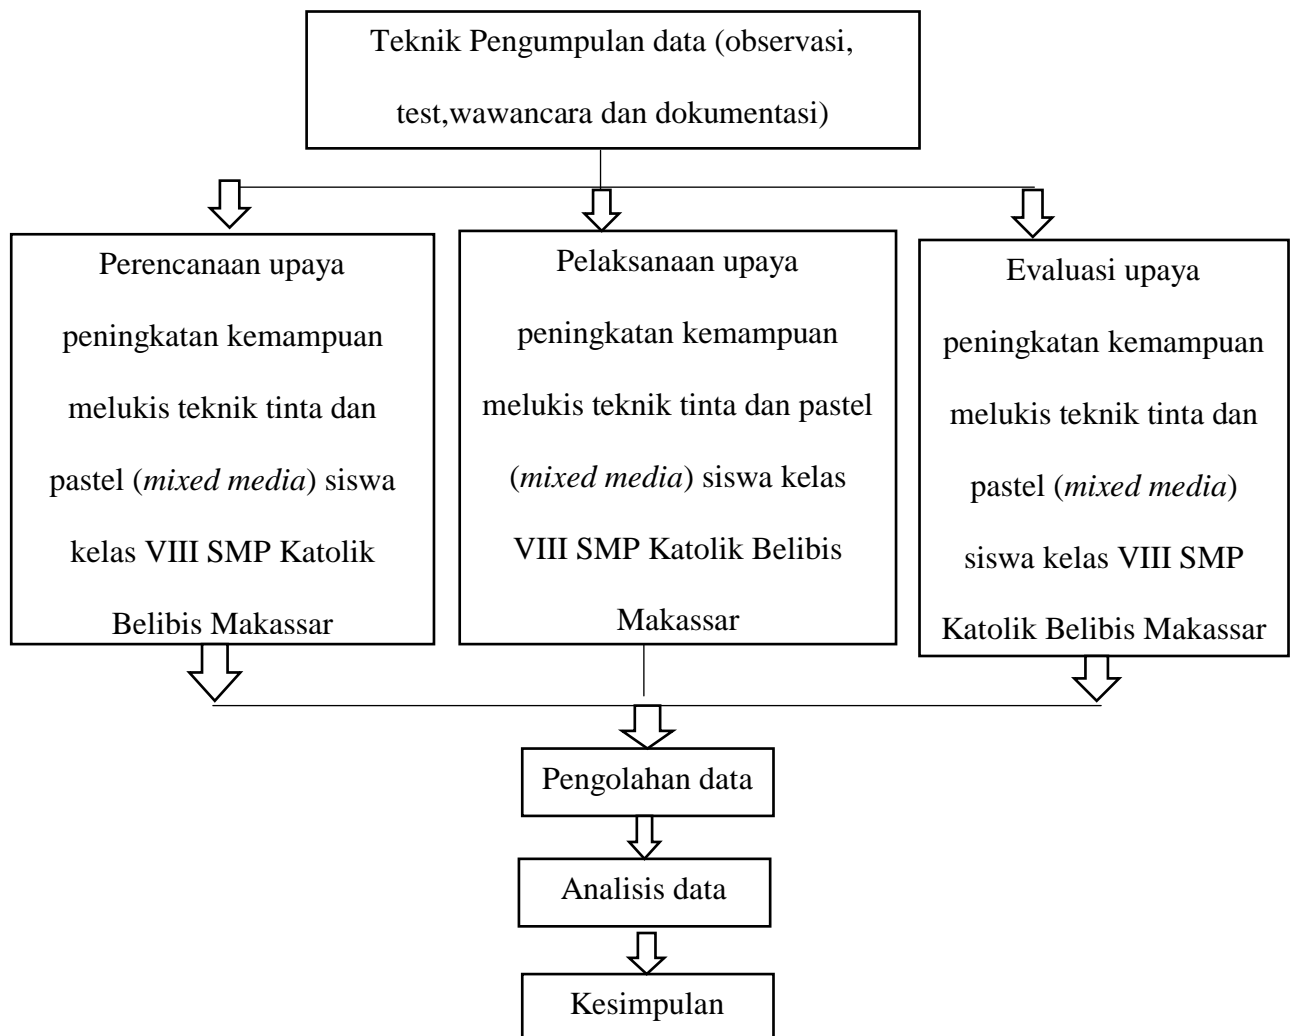 Teknik Pengumpulan data (observasi,
test,wawancara dan dokumentasi)
Perencanaan upaya
peningkatan kemampuan
melukis teknik tinta dan
pastel (mixed media) siswa
kelas VIII SMP Katolik
Belibis Makassar
Pelaksanaan upaya
peningkatan kemampuan
melukis teknik tinta dan pastel
(mixed media) siswa kelas
VIII SMP Katolik Belibis
Makassar
Evaluasi upaya
peningkatan kemampuan
melukis teknik tinta dan
pastel (mixed media)
siswa kelas VIII SMP
Katolik Belibis Makassar
Pengolahan data
Analisis data
Kesimpulan